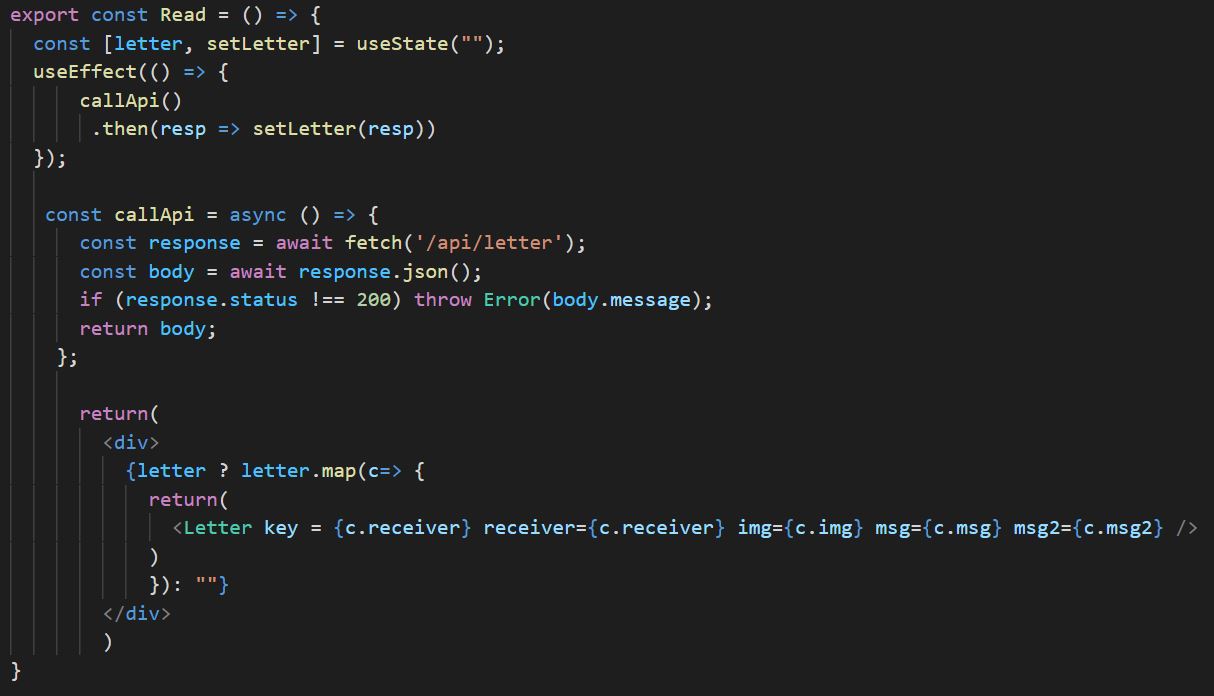 export const Read = () => {
  const [letter, setLetter] = useState("");
  useEffect(() => {
      callApi()
       .then(resp => setLetter(resp))
  });

   const callApi = async () => {
      const response = await fetch('/api/letter');
      const body = await response.json();
      if (response.status !== 200) throw Error(body.message);
      return body;
    };

      return(
        <div>
          {letter ? letter.map(c=> {
            return(
              <Letter key = {c.receiver} receiver={c.receiver} img={c.img} msg={c.msg} msg2={c.msg2} />
            )
            }): ""}
        </div>
        )
}